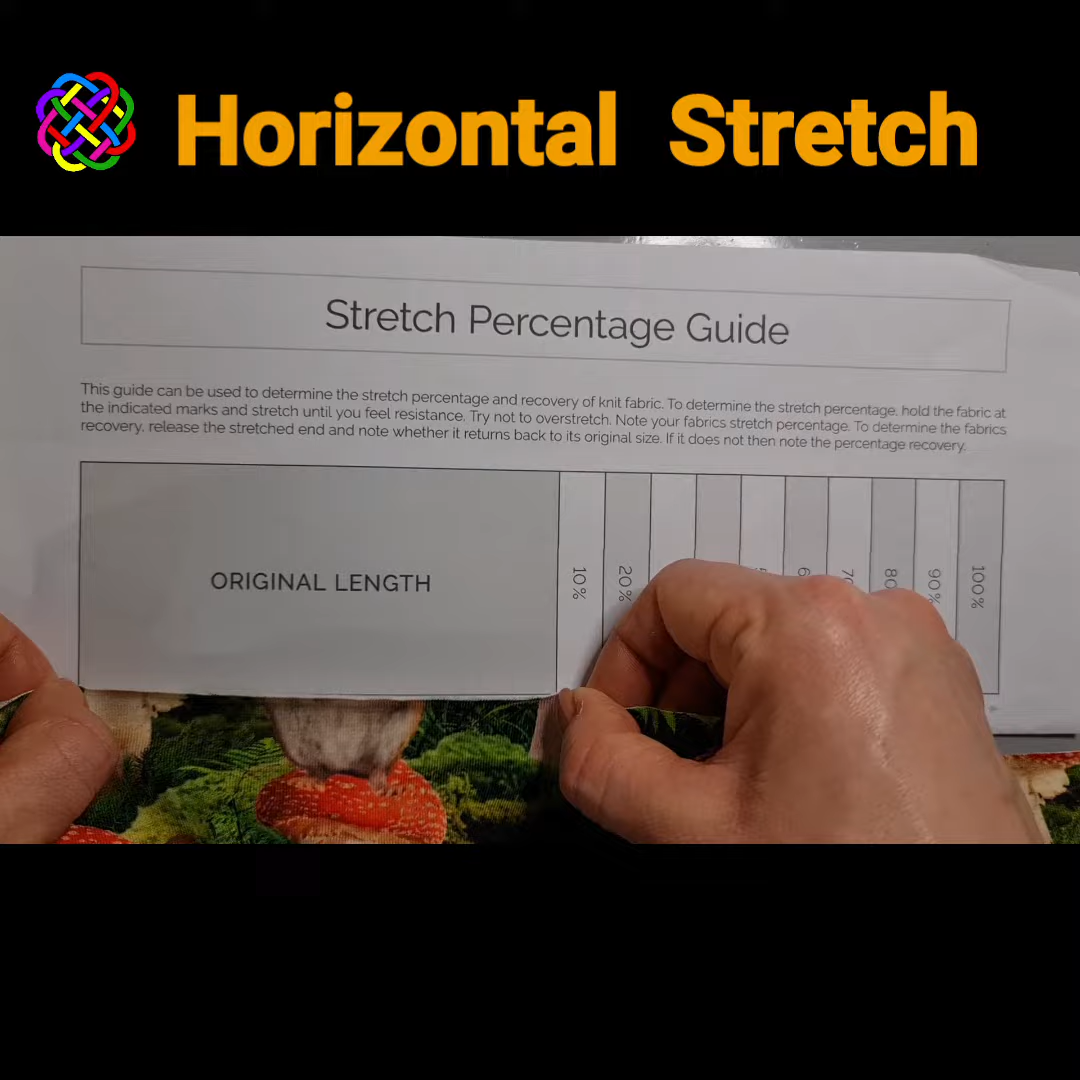 Horizontal Stretch
Stretch Percentage Guide
This guide can be used to determine the stretch percentage and recovery of knit fabric. To determine the stretch percentage, hold the fabric at
the indicated marks and stretch until you feel resistance. Try not to overstretch. Note your fabrics stretch percentage. To determine the fabrics
recovery, release the stretched end and note whether it returns back to its original size. If it does not then note the percentage recovery.
ORIGINAL LENGTH
10%
20%
80
90%
100%